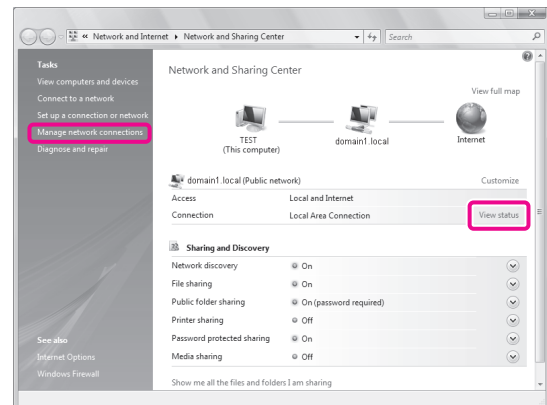 « Network and Internet ▸ Network and Sharing Center
Search
Tasks
View computers and devices
Connect to a network
Set up a connection or network
Manage network connections
Diagnose and repair
See also
Internet Options
Windows Firewall
Network and Sharing Center
View full map
TEST
(This computer)
domain1.local
Internet
domain1.local (Public network)
Customize
Access Local and Internet
Connection Local Area Connection View status
Sharing and Discovery
Network discovery On
File sharing On
Public folder sharing On (password required)
Printer sharing Off
Password protected sharing On
Media sharing Off
Show me all the files and folders I am sharing